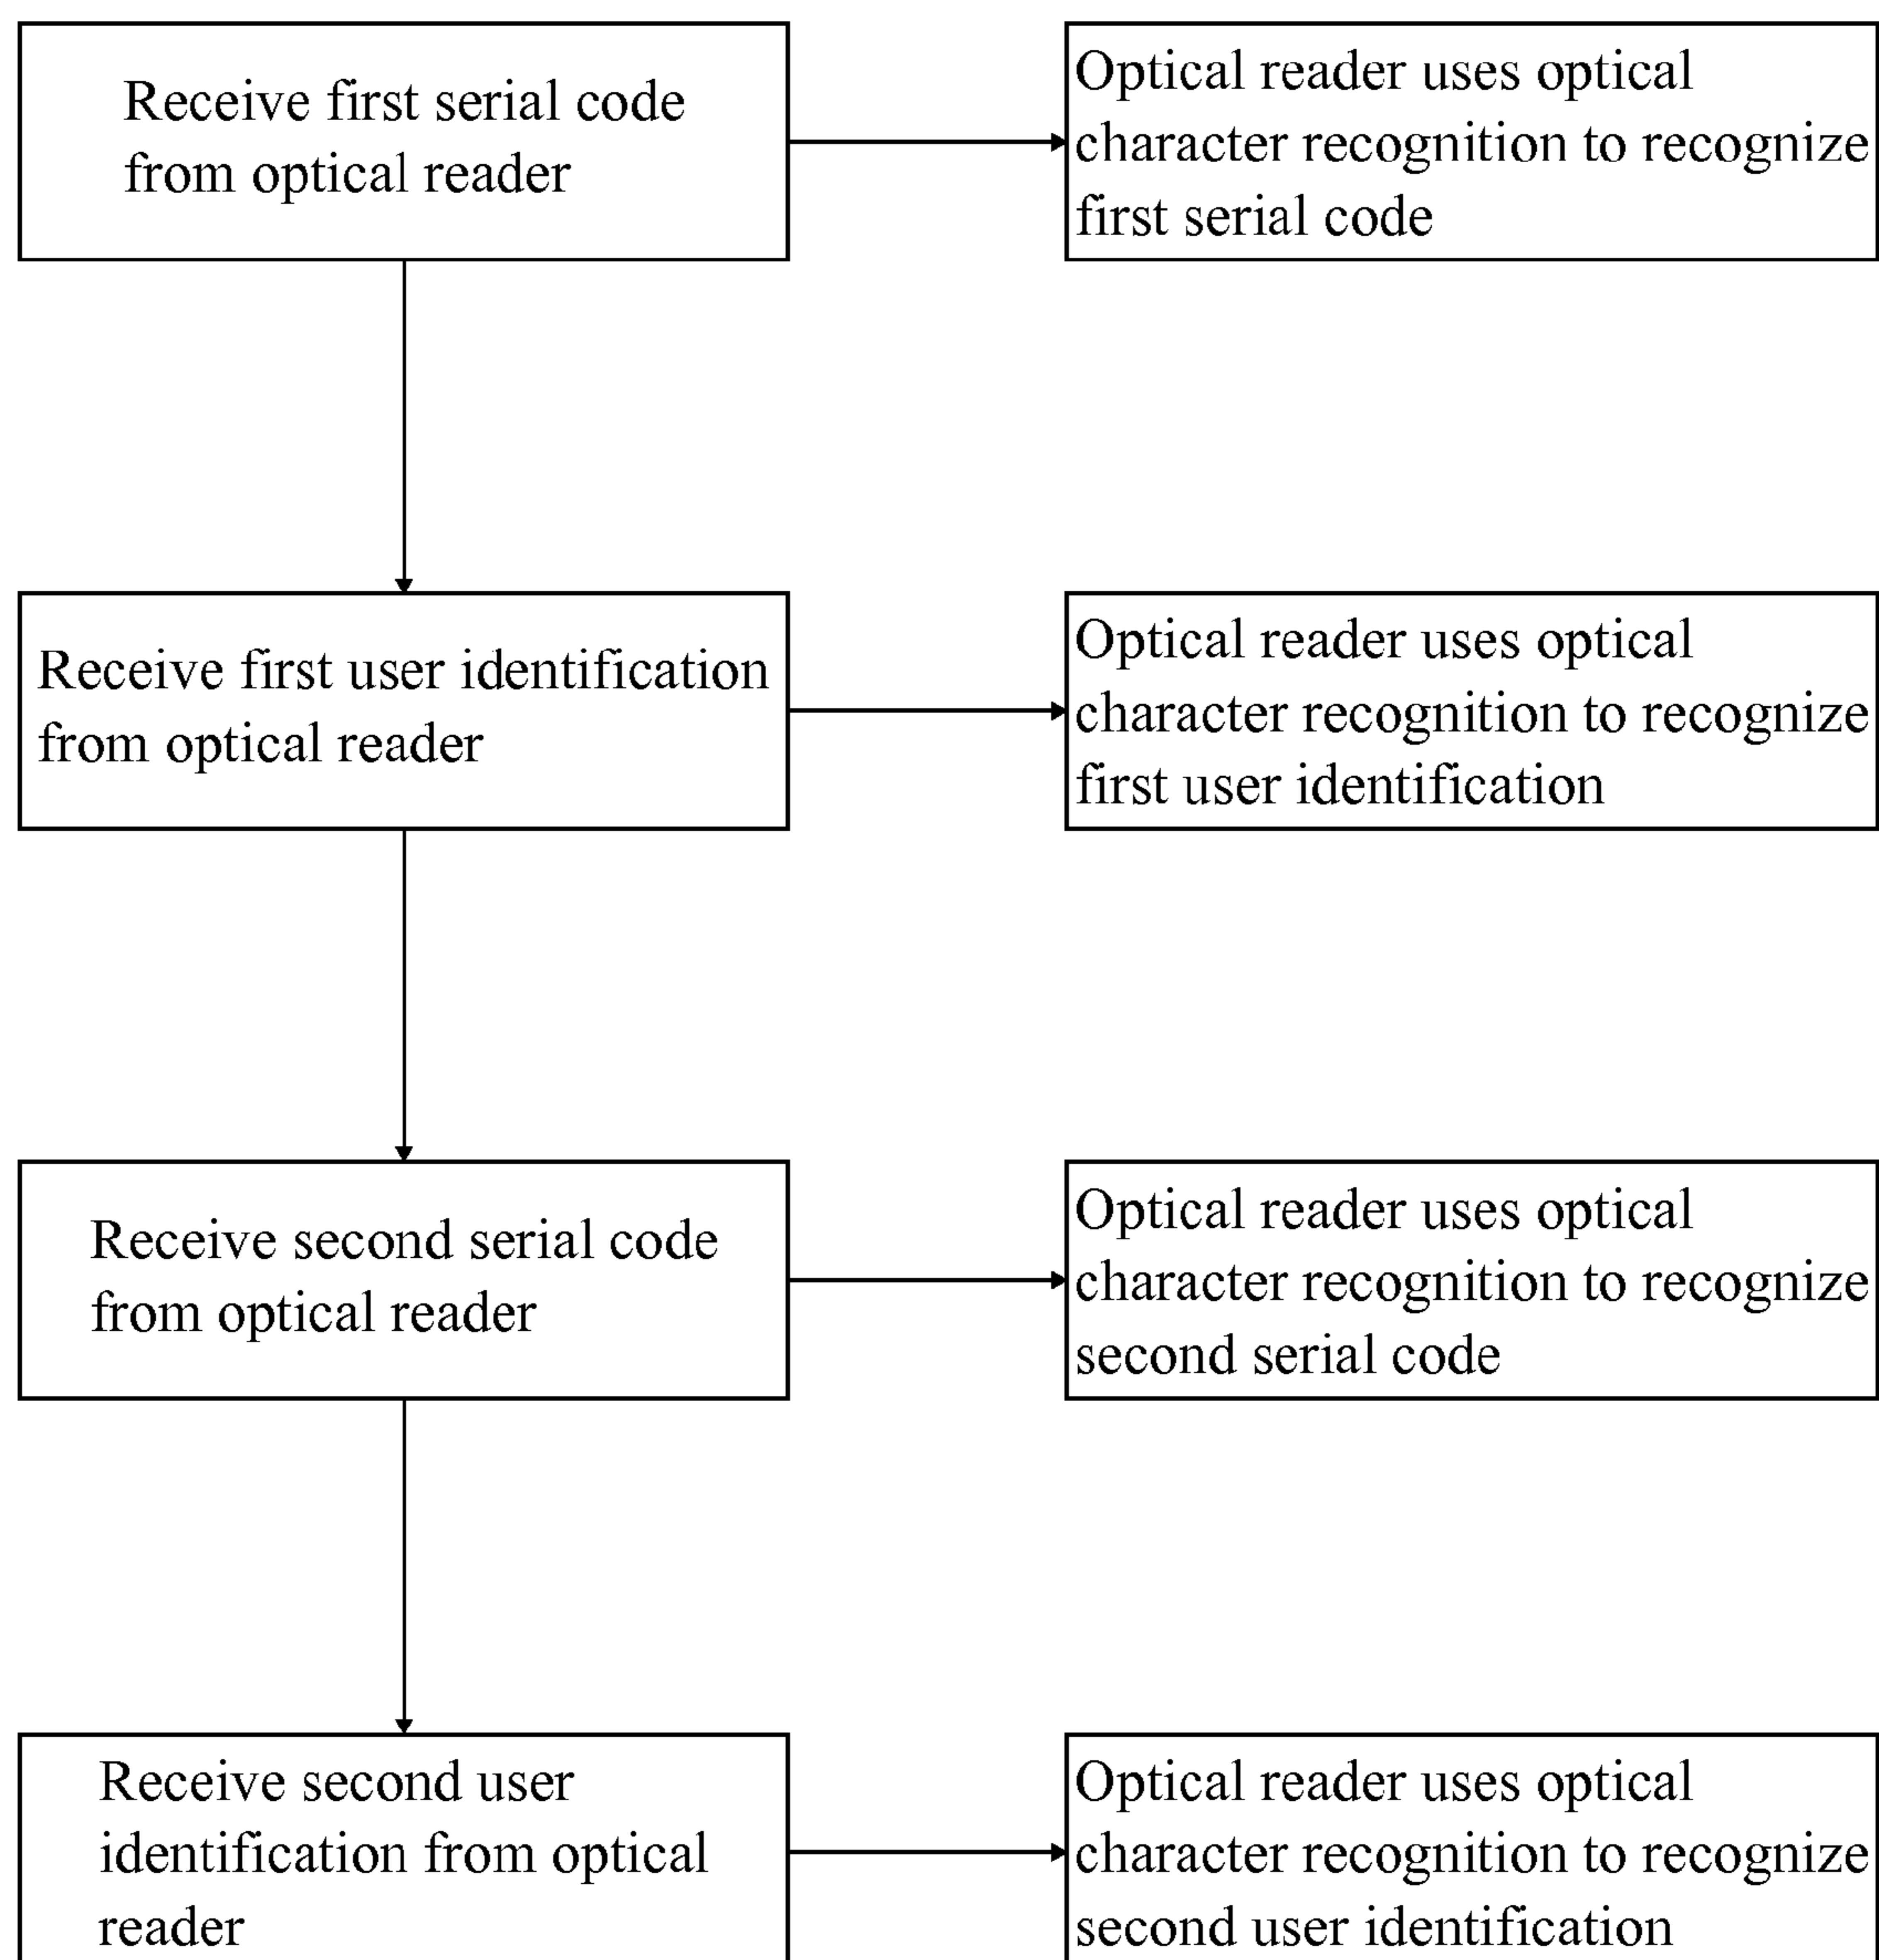 Receive first serial code
from optical reader
Optical reader uses optical
character recognition to recognize
first serial code
Receive first user identification
from optical reader
Optical reader uses optical
character recognition to recognize
first user identification
Receive second serial code
from optical reader
Optical reader uses optical
character recognition to recognize
second serial code
Receive second user
identification from optical
reader
Optical reader uses optical
character recognition to recognize
second user identification